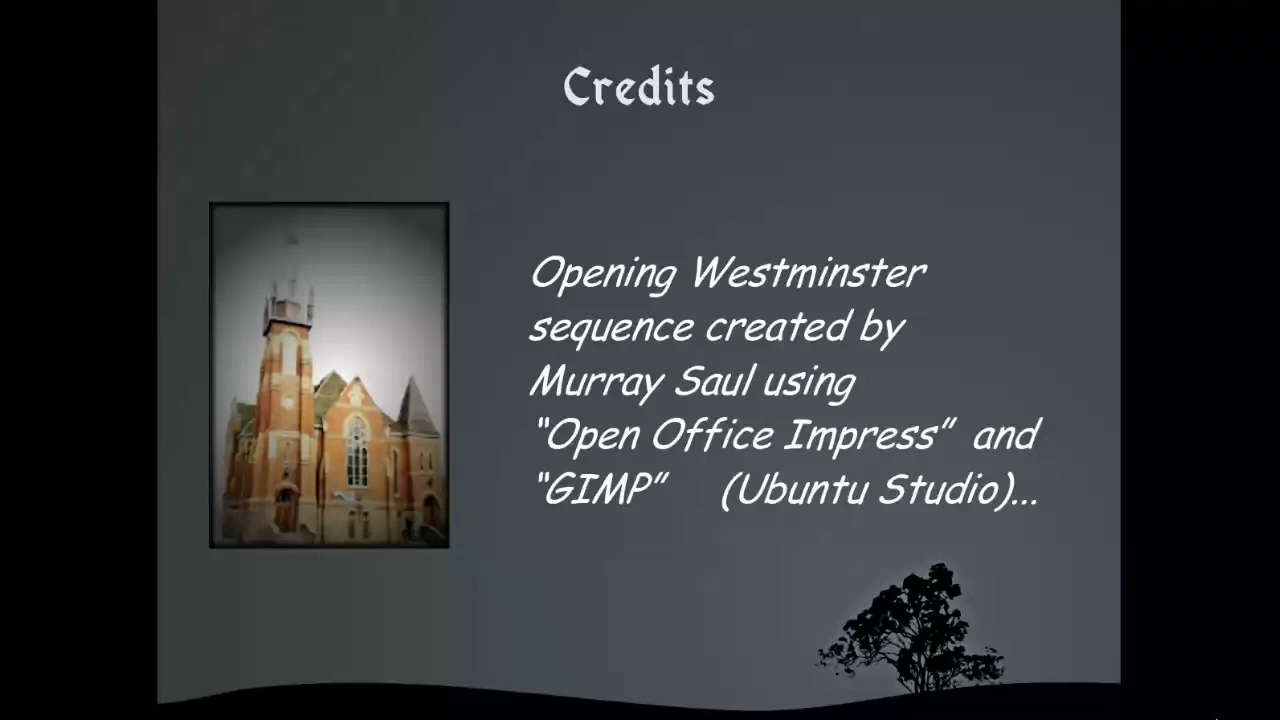 Credits
Opening Westminster
sequence created by
Murray Saul using
“Open Office Impress” and
“GIMP” (Ubuntu Studio)...